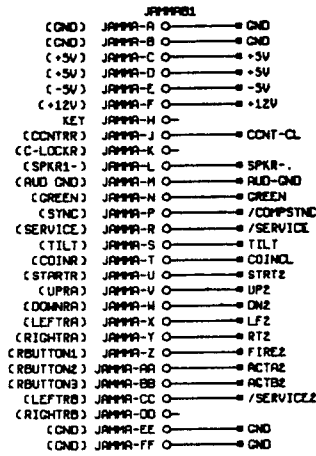 JAMMAB1
(GND) JAMMA-A GND
(GND) JAMMA-B GND
(+5V) JAMMA-C +5V
(+5V) JAMMA-D +5V
(-5V) JAMMA-E -5V
(+12V) JAMMA-F +12V
KEY JAMMA-H
(CCNTRR) JAMMA-J CCNT-CL
(C-LOCKR) JAMMA-K
(SPKR1-) JAMMA-L SPKR-.
(AUD GND) JAMMA-M AUD-GND
(GREEN) JAMMA-N GREEN
(SYNC) JAMMA-P /COMPSYNC
(SERVICE) JAMMA-R /SERVICE
(TILT) JAMMA-S TILT
(COINR) JAMMA-T COINCL
(STARTR) JAMMA-U STRT2
(UPRA) JAMMA-V UP2
(DOWNRA) JAMMA-W DN2
(LEFTRA) JAMMA-X LF2
(RIGHTRA) JAMMA-Y RT2
(RBUTTON1) JAMMA-Z FIRE2
(RBUTTON2) JAMMA-AA ACTA2
(RBUTTON3) JAMMA-BB ACTB2
(LEFTRB) JAMMA-CC /SERVICE2
(RIGHTRB) JAMMA-DD
(GND) JAMMA-EE GND
(GND) JAMMA-FF GND